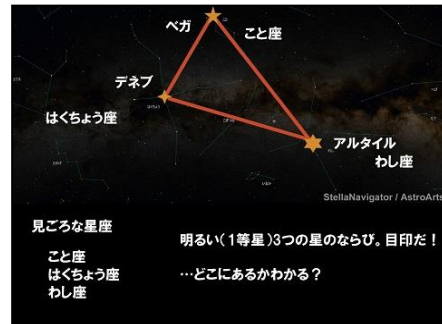 ベガ
こと座
デネブ
はくちょう座
アルタイル
わし座
StellaNavigator / AstroArts
見ごろな星座
明るい(1等星)3つの星のならび。目印だ！
こと座
はくちょう座
…どこにあるかわかる？
わし座